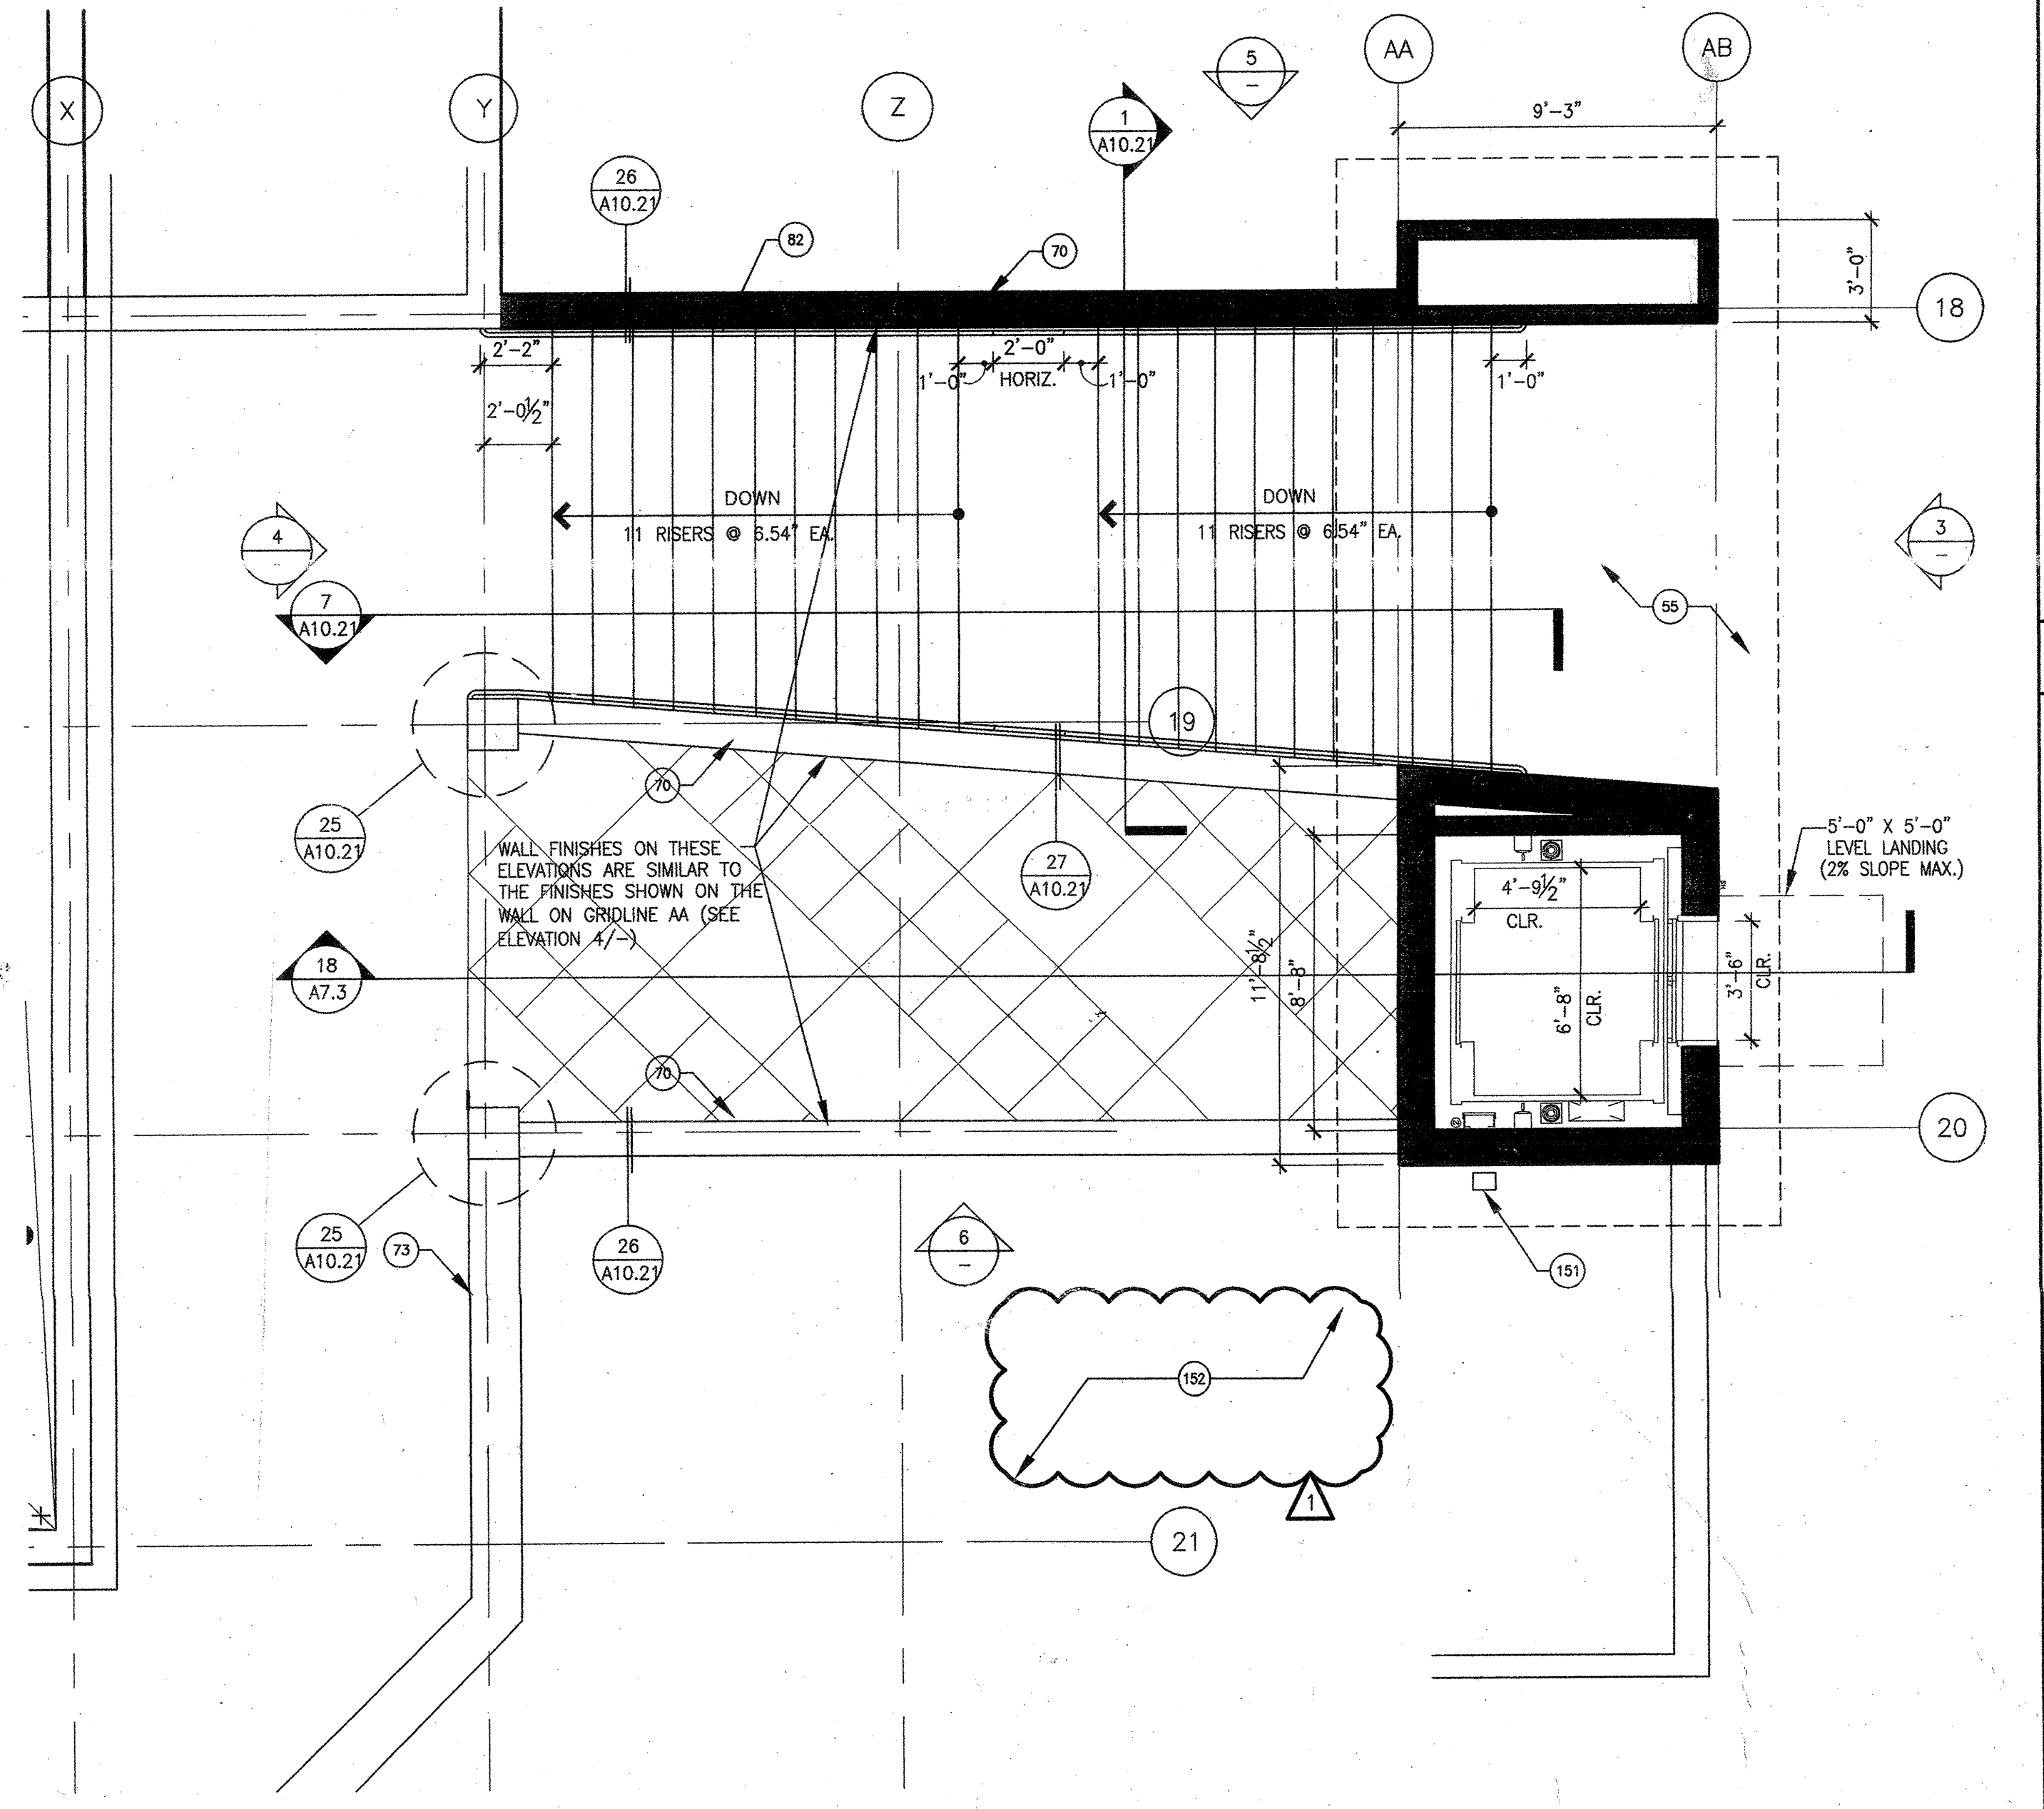 X
Y
Z
AA
AB
5
–
1
A10.21
9'-3"
26
A10.21
82
70
3'-0"
18
2'-2"
2'-0"
HORIZ.
1'-0"
1'-0"
1'-0"
2'-0½"
DOWN
11 RISERS @ 6.54" EA.
DOWN
11 RISERS @ 6.54" EA.
4
-
3
–
7
A10.21
55
19
70
25
A10.21
WALL FINISHES ON THESE
ELEVATIONS ARE SIMILAR TO
THE FINISHES SHOWN ON THE
WALL ON GRIDLINE AA (SEE
ELEVATION 4/–)
27
A10.21
5'-0" X 5'-0"
LEVEL LANDING
(2% SLOPE MAX.)
4'-9½"
CLR.
18
A7.3
11'-8½"
8'-8"
6'-8"
CLR.
3'-6"
CLR.
70
20
25
A10.21
73
26
A10.21
6
–
151
152
1
21